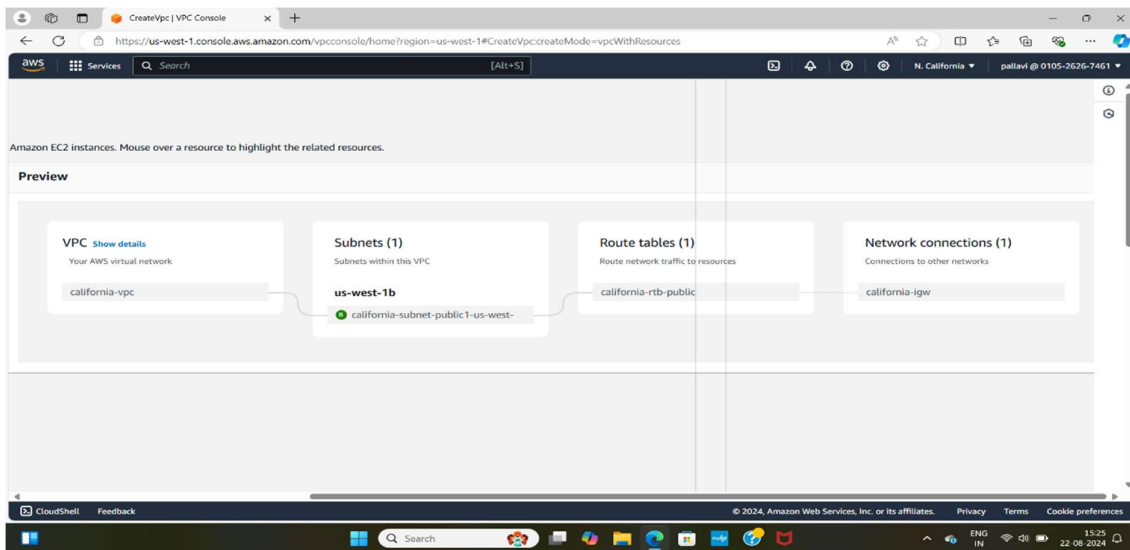 CreateVpc | VPC Console
https://us-west-1.console.aws.amazon.com/vpcconsole/home?region=us-west-1#CreateVpc:createMode=vpcWithResources
aws Services Search [Alt+S] N. California pallavi @ 0105-2626-7461
Amazon EC2 instances. Mouse over a resource to highlight the related resources.
Preview
VPC Show details
Your AWS virtual network
california-vpc
Subnets (1)
Subnets within this VPC
us-west-1b
california-subnet-public1-us-west-
Route tables (1)
Route network traffic to resources
california-rtb-public
Network connections (1)
Connections to other networks
california-igw
CloudShell Feedback © 2024, Amazon Web Services, Inc. or its affiliates. Privacy Terms Cookie preferences
Search
ENG
IN
15:25
22-08-2024